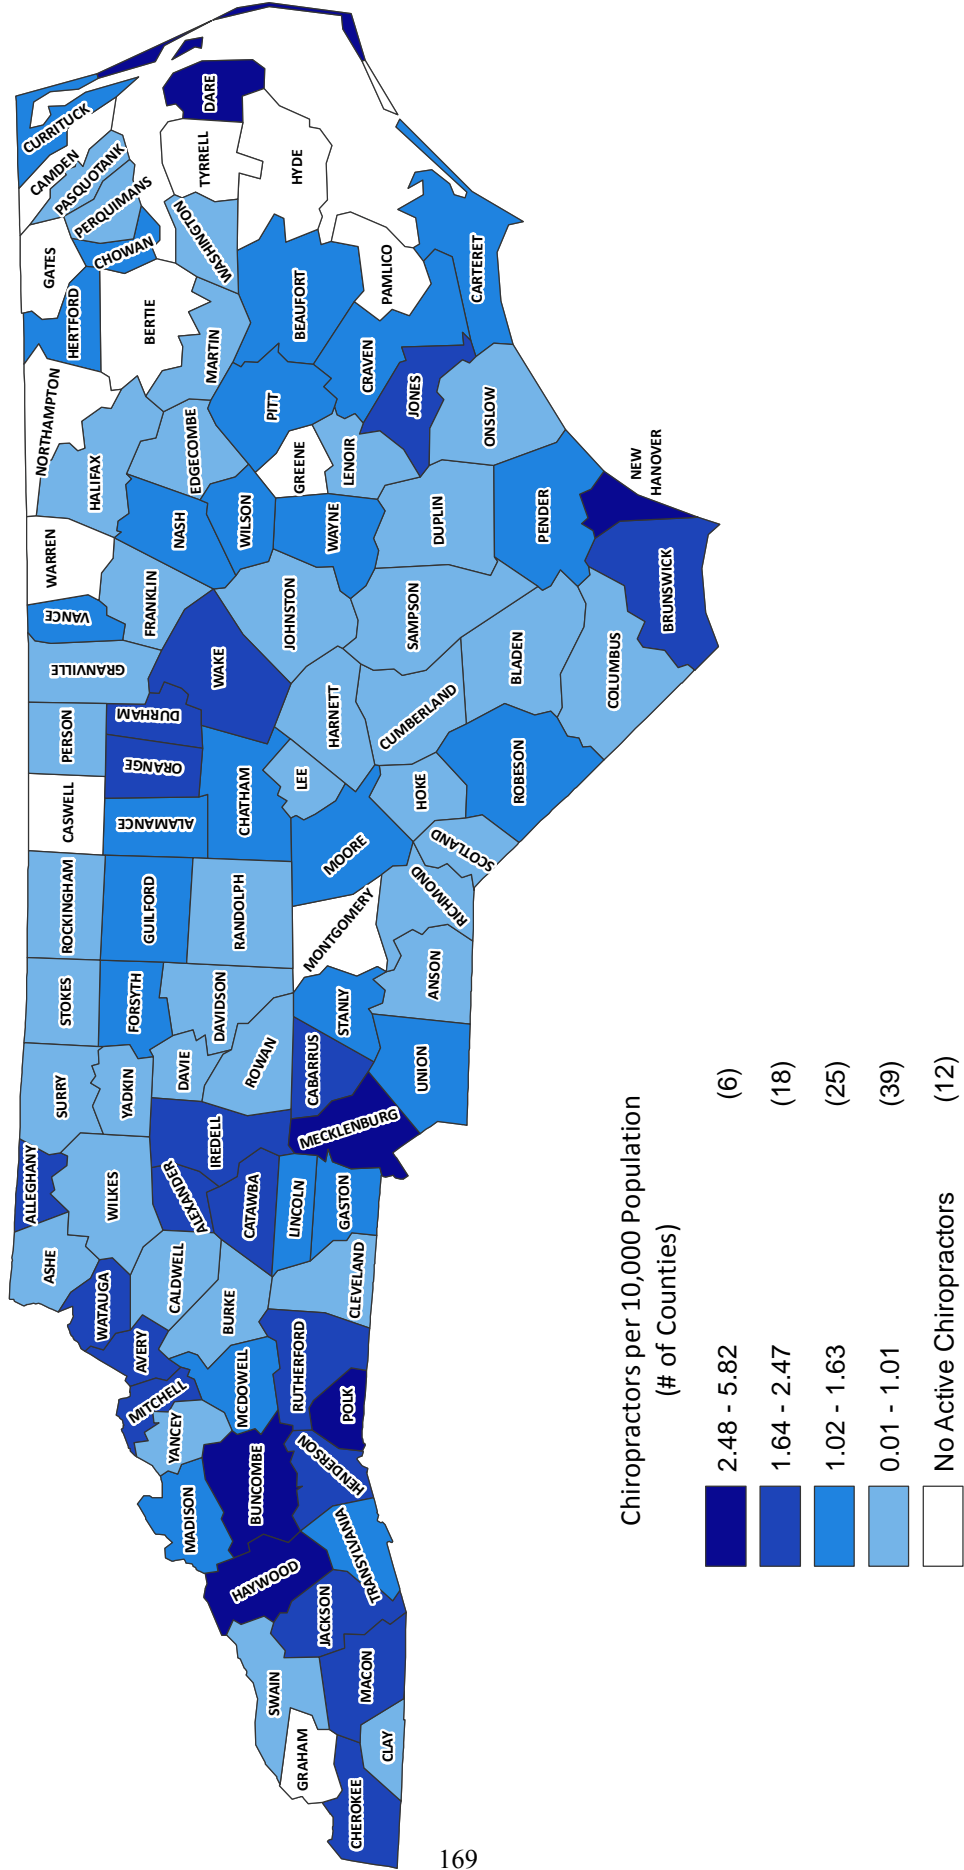 CHEROKEE
GRAHAM
CLAY
SWAIN
MACON
JACKSON
HAYWOOD
TRANSYLVANIA
MADISON
BUNCOMBE
HENDERSON
YANCEY
MITCHELL
MCDOWELL
POLK
RUTHERFORD
AVERY
WATAUGA
BURKE
CALDWELL
CLEVELAND
ASHE
ALLEGHANY
WILKES
ALEXANDER
CATAWBA
LINCOLN
GASTON
IREDELL
MECKLENBURG
SURRY
YADKIN
DAVIE
ROWAN
CABARRUS
UNION
STOKES
FORSYTH
DAVIDSON
STANLY
ANSON
ROCKINGHAM
GUILFORD
RANDOLPH
MONTGOMERY
RICHMOND
CASWELL
ALAMANCE
CHATHAM
MOORE
SCOTLAND
HOKE
PERSON
ORANGE
DURHAM
LEE
ROBESON
GRANVILLE
WAKE
HARNETT
CUMBERLAND
VANCE
FRANKLIN
JOHNSTON
SAMPSON
BLADEN
COLUMBUS
WARREN
NASH
WILSON
WAYNE
DUPLIN
PENDER
BRUNSWICK
NEW
HANOVER
NORTHAMPTON
HALIFAX
EDGECOMBE
GREENE
LENOIR
ONSLOW
PITT
JONES
CRAVEN
HERTFORD
BERTIE
MARTIN
BEAUFORT
PAMLICO
CARTERET
GATES
CHOWAN
WASHINGTON
PERQUIMANS
PASQUOTANK
CAMDEN
CURRITUCK
TYRRELL
HYDE
DARE
Chiropractors per 10,000 Population
(# of Counties)
2.48 - 5.82 (6)
1.64 - 2.47 (18)
1.02 - 1.63 (25)
0.01 - 1.01 (39)
No Active Chiropractors (12)
169